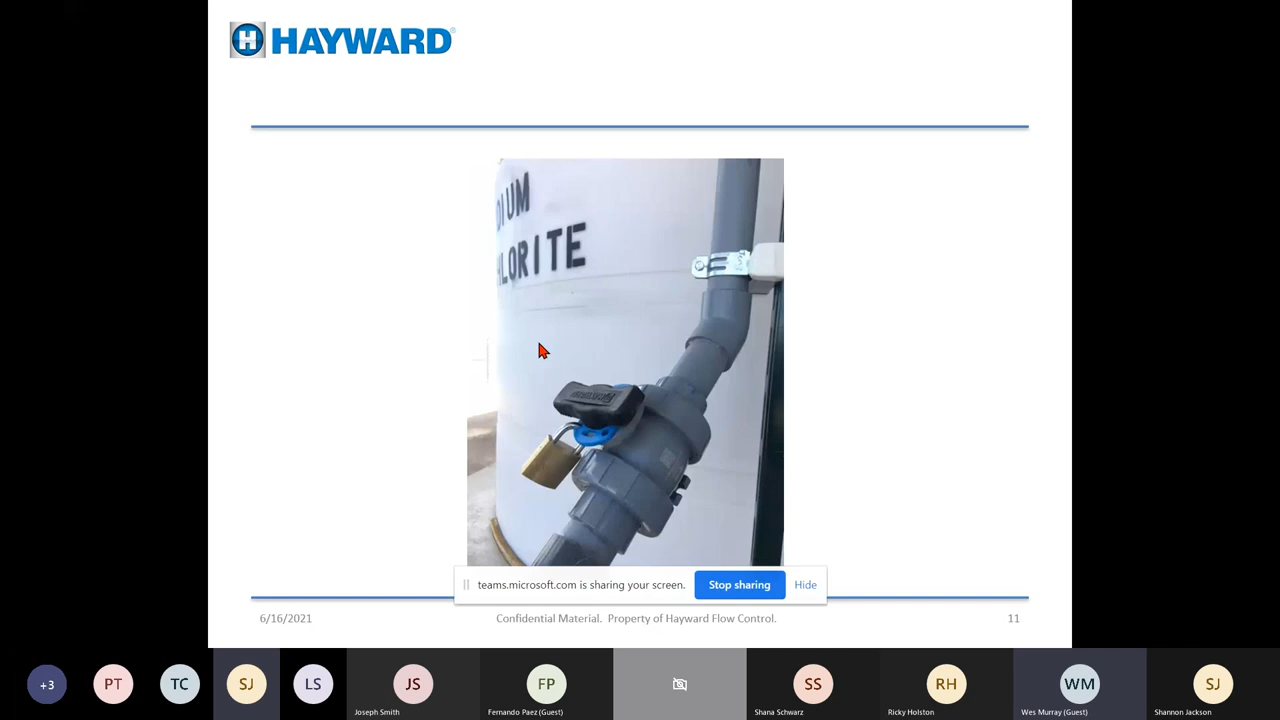 HAYWARD
DIUM
HLORITE
teams.microsoft.com is sharing your screen.
Stop sharing
Hide
6/16/2021
Confidential Material. Property of Hayward Flow Control.
11
+3
PT
TC
SJ
LS
JS
FP
SS
RH
WM
SJ
Joseph Smith
Fernando Paez (Guest)
Shana Schwarz
Ricky Holston
Wes Murray (Guest)
Shannon Jackson